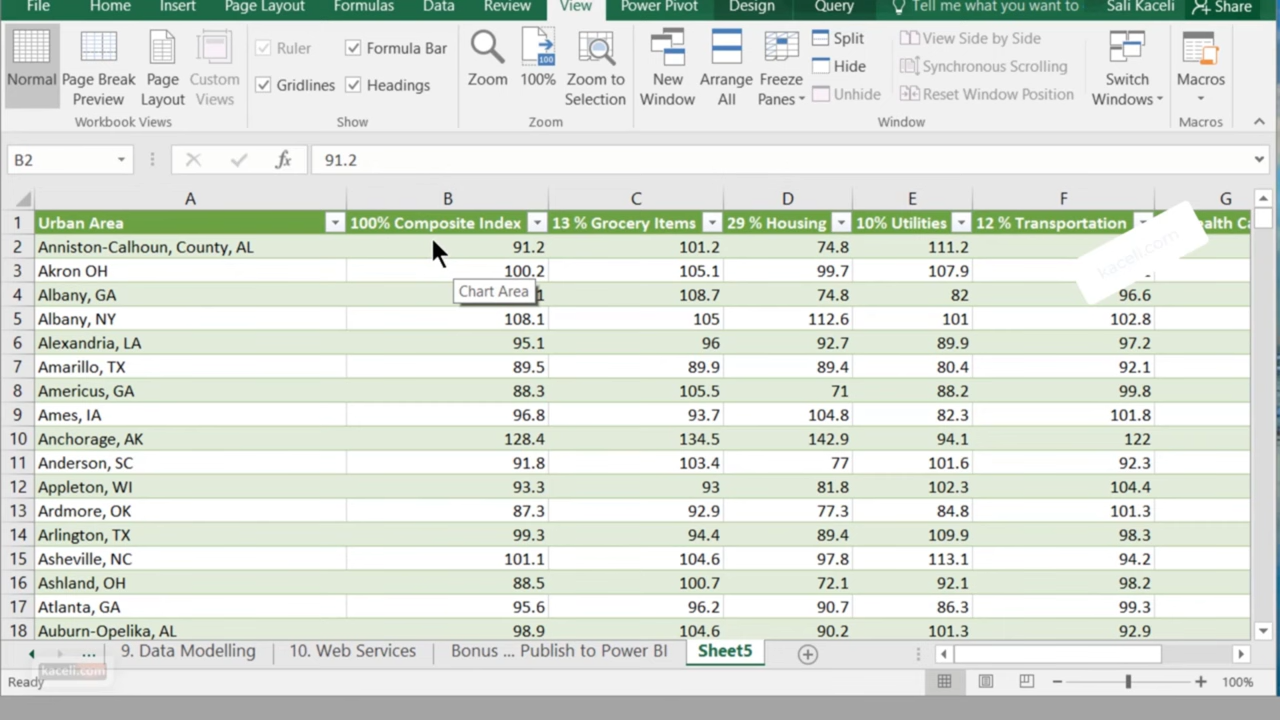 File Home Insert Page Layout Formulas Data Review View Power Pivot Design Query Tell me what you want to Sali Kaceli Share
Normal Page Break Preview Page Layout Custom Views
Workbook Views
Ruler Formula Bar
Gridlines Headings
Show
Zoom 100% Zoom to Selection
100
Zoom
New Window Arrange All Freeze Panes
Split
Hide
Unhide
View Side by Side
Synchronous Scrolling
Reset Window Position
Switch Windows
Window
Macros
Macros
B2 fx 91.2
A B C D E F G
1 Urban Area 100% Composite Index 13 % Grocery Items 29 % Housing 10% Utilities 12 % Transportation
2 Anniston-Calhoun, County, AL 91.2 101.2 74.8 111.2
kaceli.com
3 Akron OH 100.2 105.1 99.7 107.9
Chart Area
4 Albany, GA 108.7 74.8 82 96.6
5 Albany, NY 108.1 105 112.6 101 102.8
6 Alexandria, LA 95.1 96 92.7 89.9 97.2
7 Amarillo, TX 89.5 89.9 89.4 80.4 92.1
8 Americus, GA 88.3 105.5 71 88.2 99.8
9 Ames, IA 96.8 93.7 104.8 82.3 101.8
10 Anchorage, AK 128.4 134.5 142.9 94.1 122
11 Anderson, SC 91.8 103.4 77 101.6 92.3
12 Appleton, WI 93.3 93 81.8 102.3 104.4
13 Ardmore, OK 87.3 92.9 77.3 84.8 101.3
14 Arlington, TX 99.3 94.4 89.4 109.9 98.3
15 Asheville, NC 101.1 104.6 97.8 113.1 94.2
16 Ashland, OH 88.5 100.7 72.1 92.1 98.2
17 Atlanta, GA 95.6 96.2 90.7 86.3 99.3
18 Auburn-Opelika, AL 98.9 104.6 90.2 101.3 92.9
... 9. Data Modelling 10. Web Services Bonus ... Publish to Power BI Sheet5
kaceli.com
Ready 100%